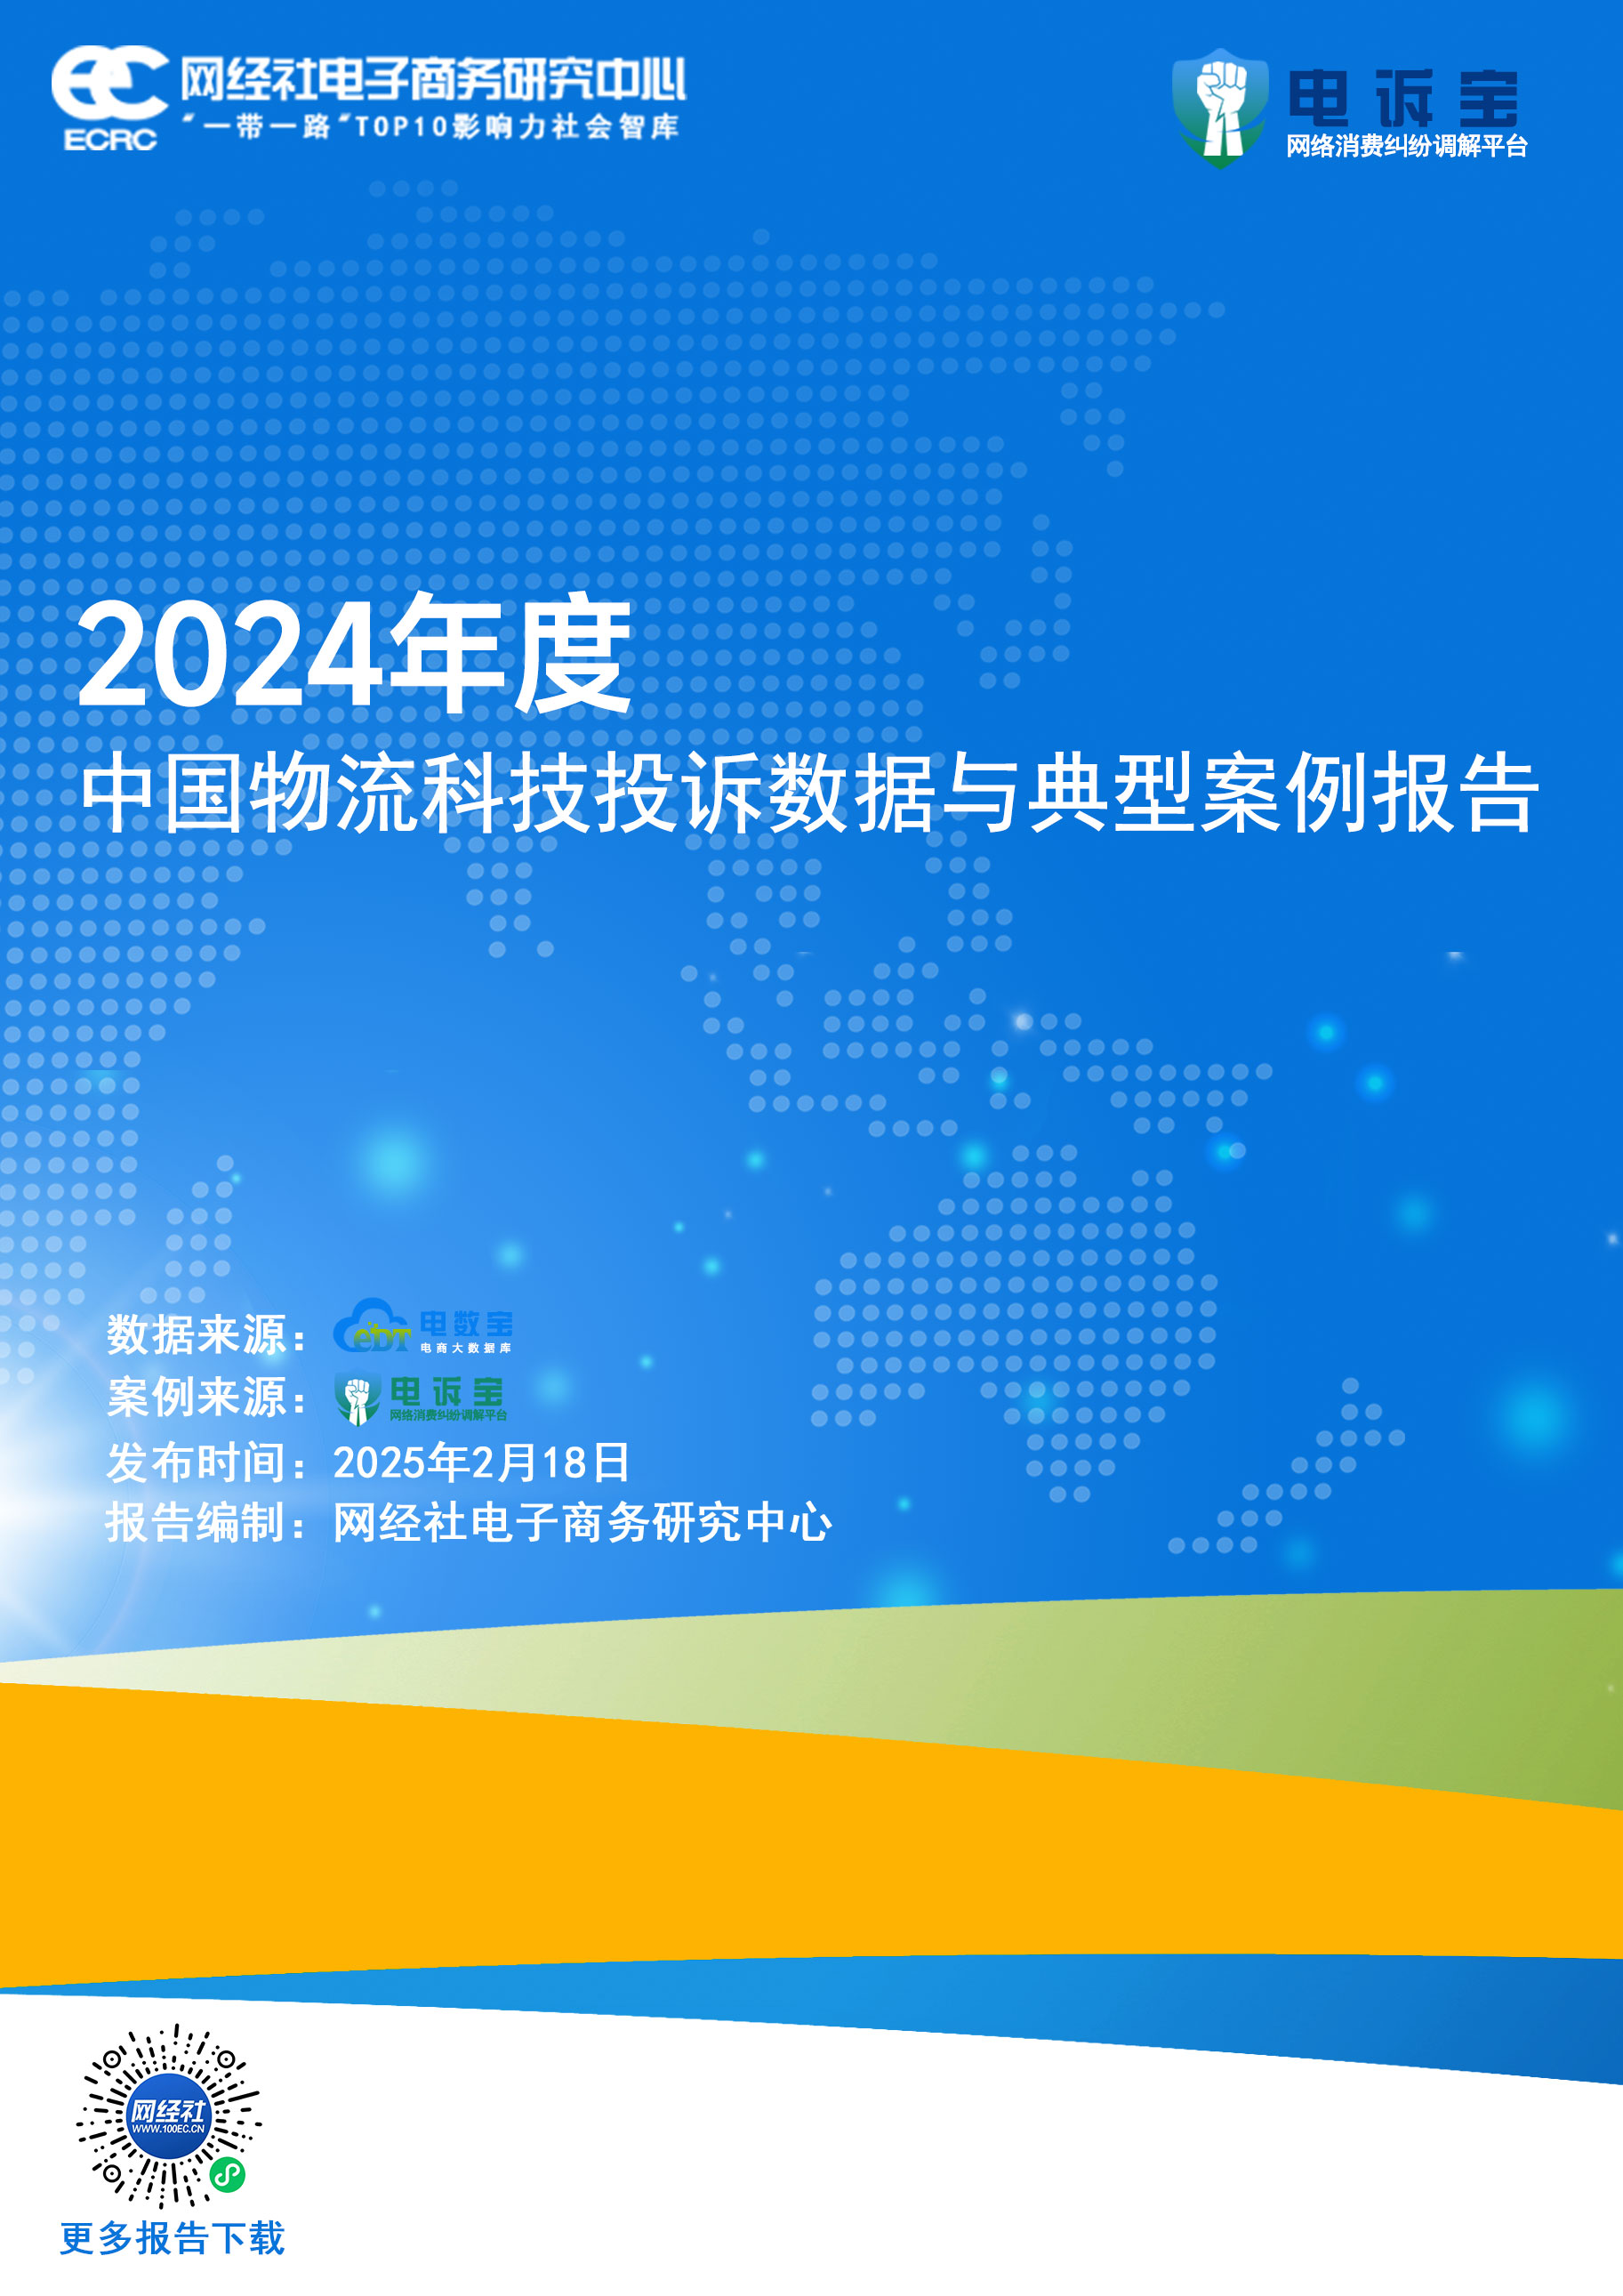 网经社电子商务研究中心
"一带一路"TOP10影响力社会智库
ECRC
电诉宝
网络消费纠纷调解平台
2024年度
中国物流科技投诉数据与典型案例报告
数据来源：eDT 电数宝
电商大数据库
案例来源：电诉宝
网络消费纠纷调解平台
发布时间：2025年2月18日
报告编制：网经社电子商务研究中心
网经社
WWW.100EC.CN
更多报告下载